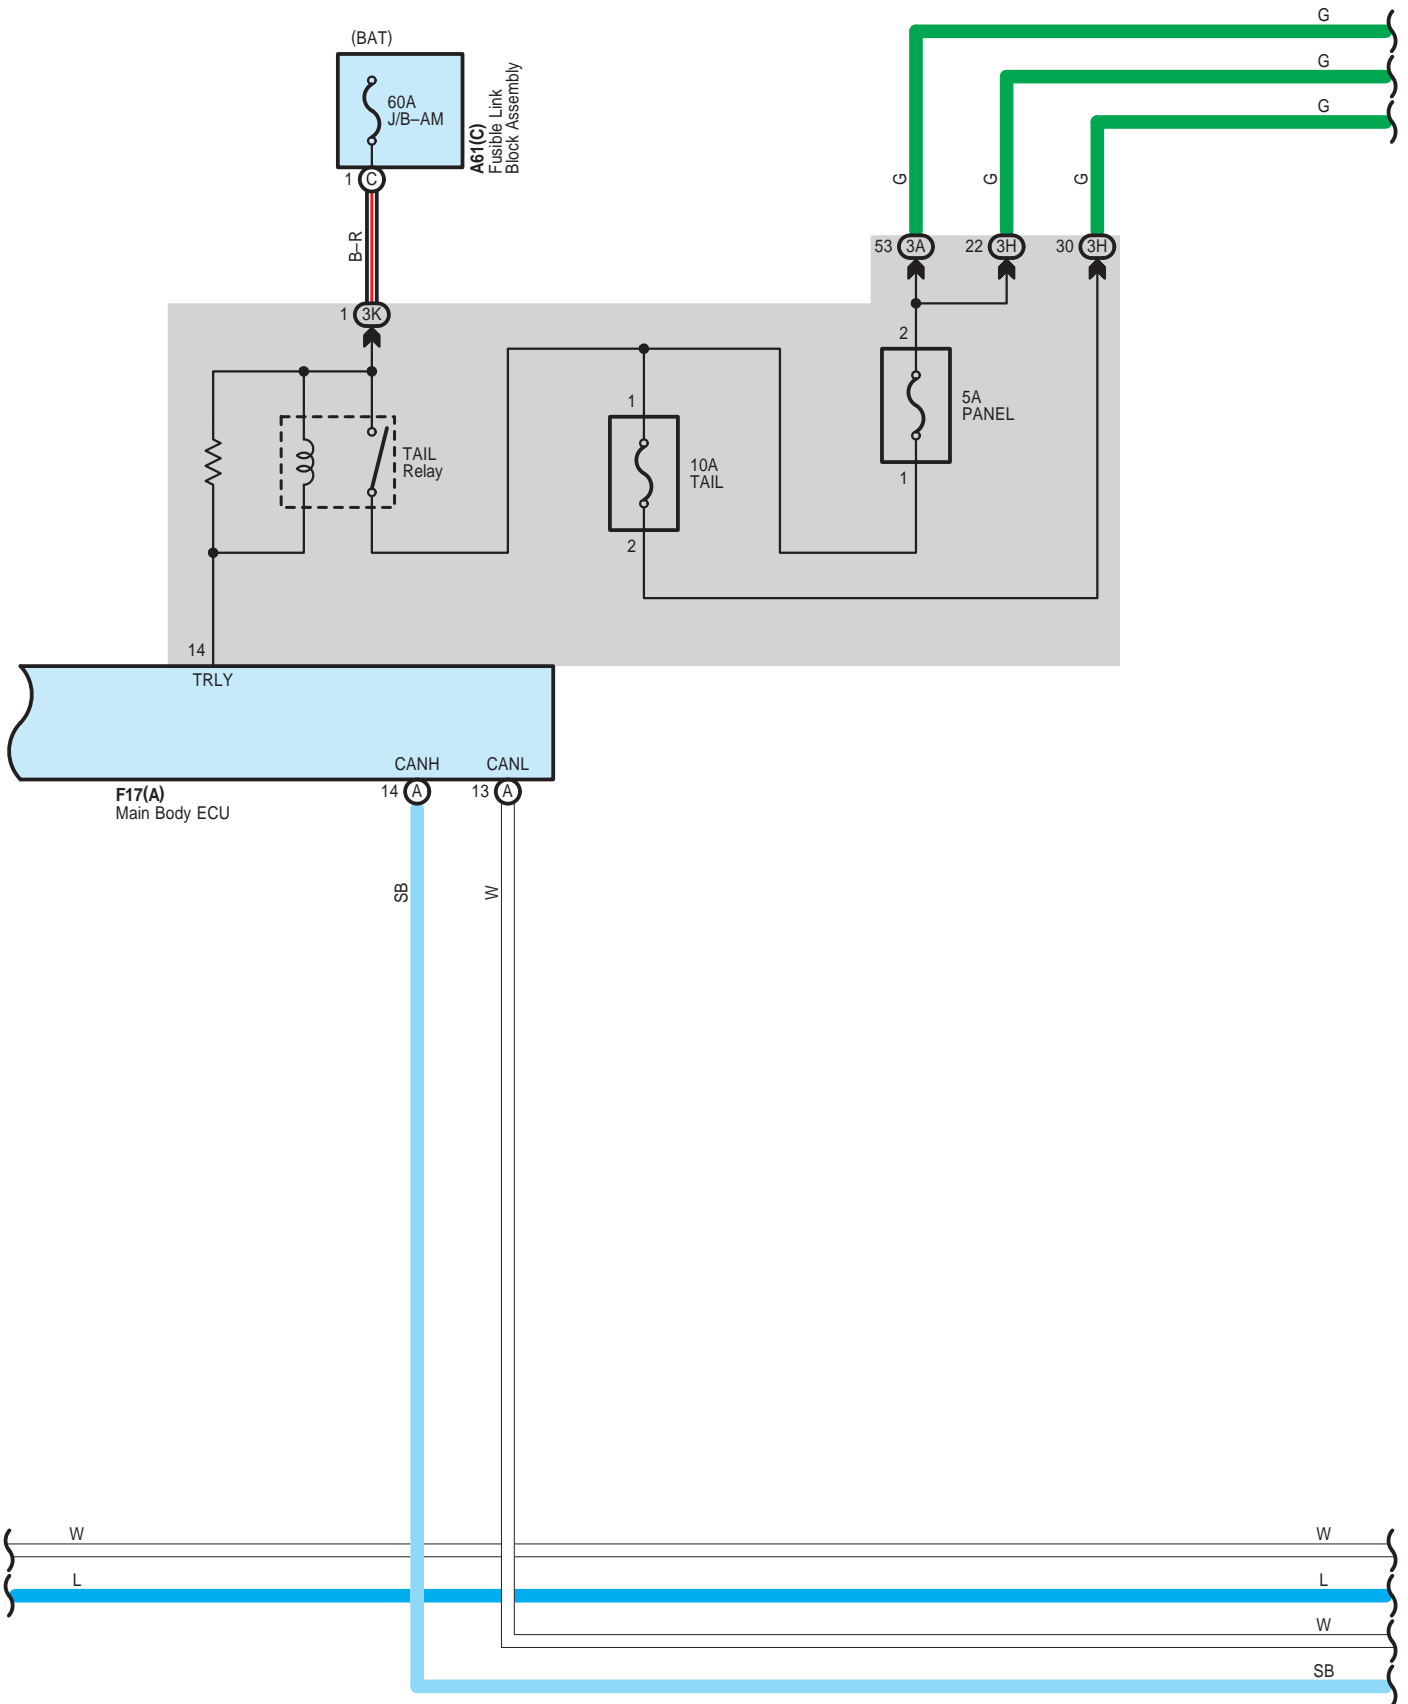 G
(BAT)
G
60A
J/B–AM
A61(C)
Fusible Link
Block Assembly
G
1 C
G
G
G
B–R
53 3A
22 3H
30 3H
1 3K
2
5A
PANEL
1
TAIL
Relay
10A
TAIL
1
2
14
TRLY
CANH
CANL
F17(A)
Main Body ECU
14 A
13 A
SB
W
W
W
L
L
W
SB